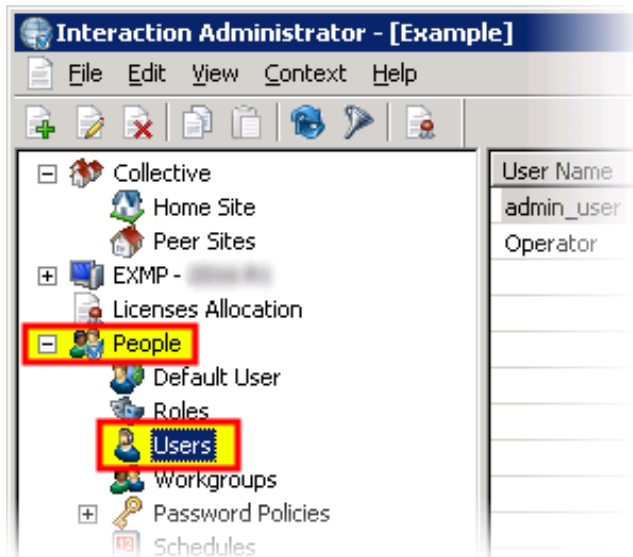 Interaction Administrator - [Example]
File Edit View Context Help
Collective
Home Site
Peer Sites
EXMP -
Licenses Allocation
People
Default User
Roles
Users
Workgroups
Password Policies
Schedules
User Name
admin_user
Operator